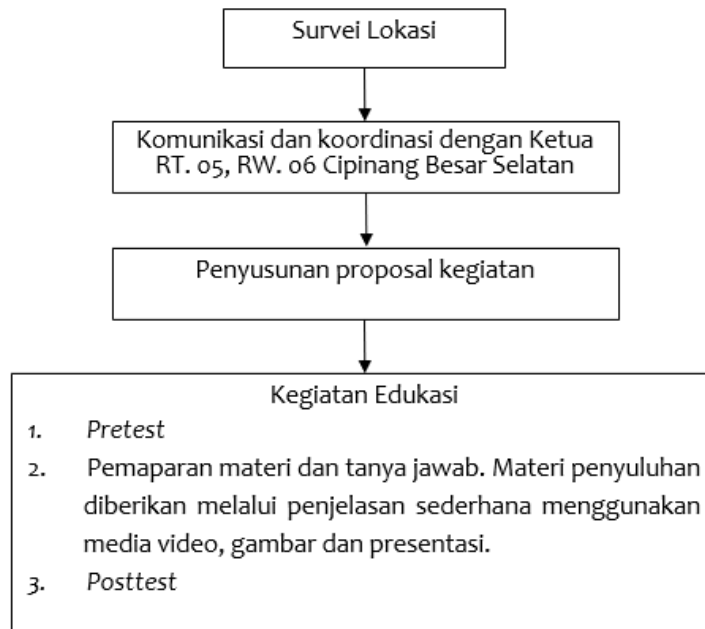 Survei Lokasi
Komunikasi dan koordinasi dengan Ketua
RT. 05, RW. 06 Cipinang Besar Selatan
Penyusunan proposal kegiatan
Kegiatan Edukasi
1. Pretest
2. Pemaparan materi dan tanya jawab. Materi penyuluhan
diberikan melalui penjelasan sederhana menggunakan
media video, gambar dan presentasi.
3. Posttest